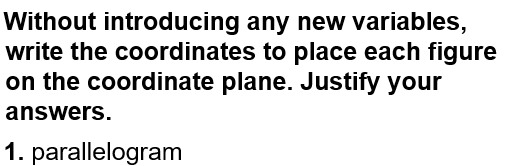 Without introducing any new variables,
write the coordinates to place each figure
on the coordinate plane. Justify your
answers.
1. parallelogram